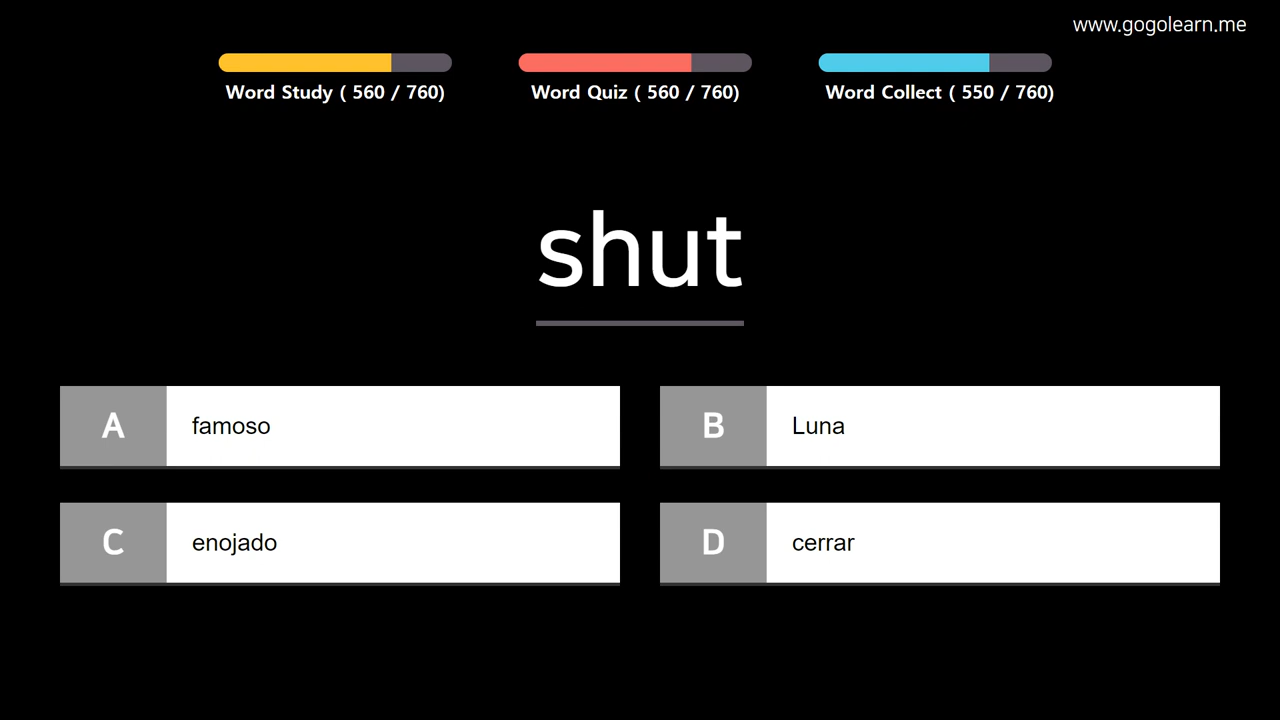 www.gogolearn.me
Word Study ( 560 / 760)
Word Quiz ( 560 / 760)
Word Collect ( 550 / 760)
shut
A famoso
B Luna
C enojado
D cerrar